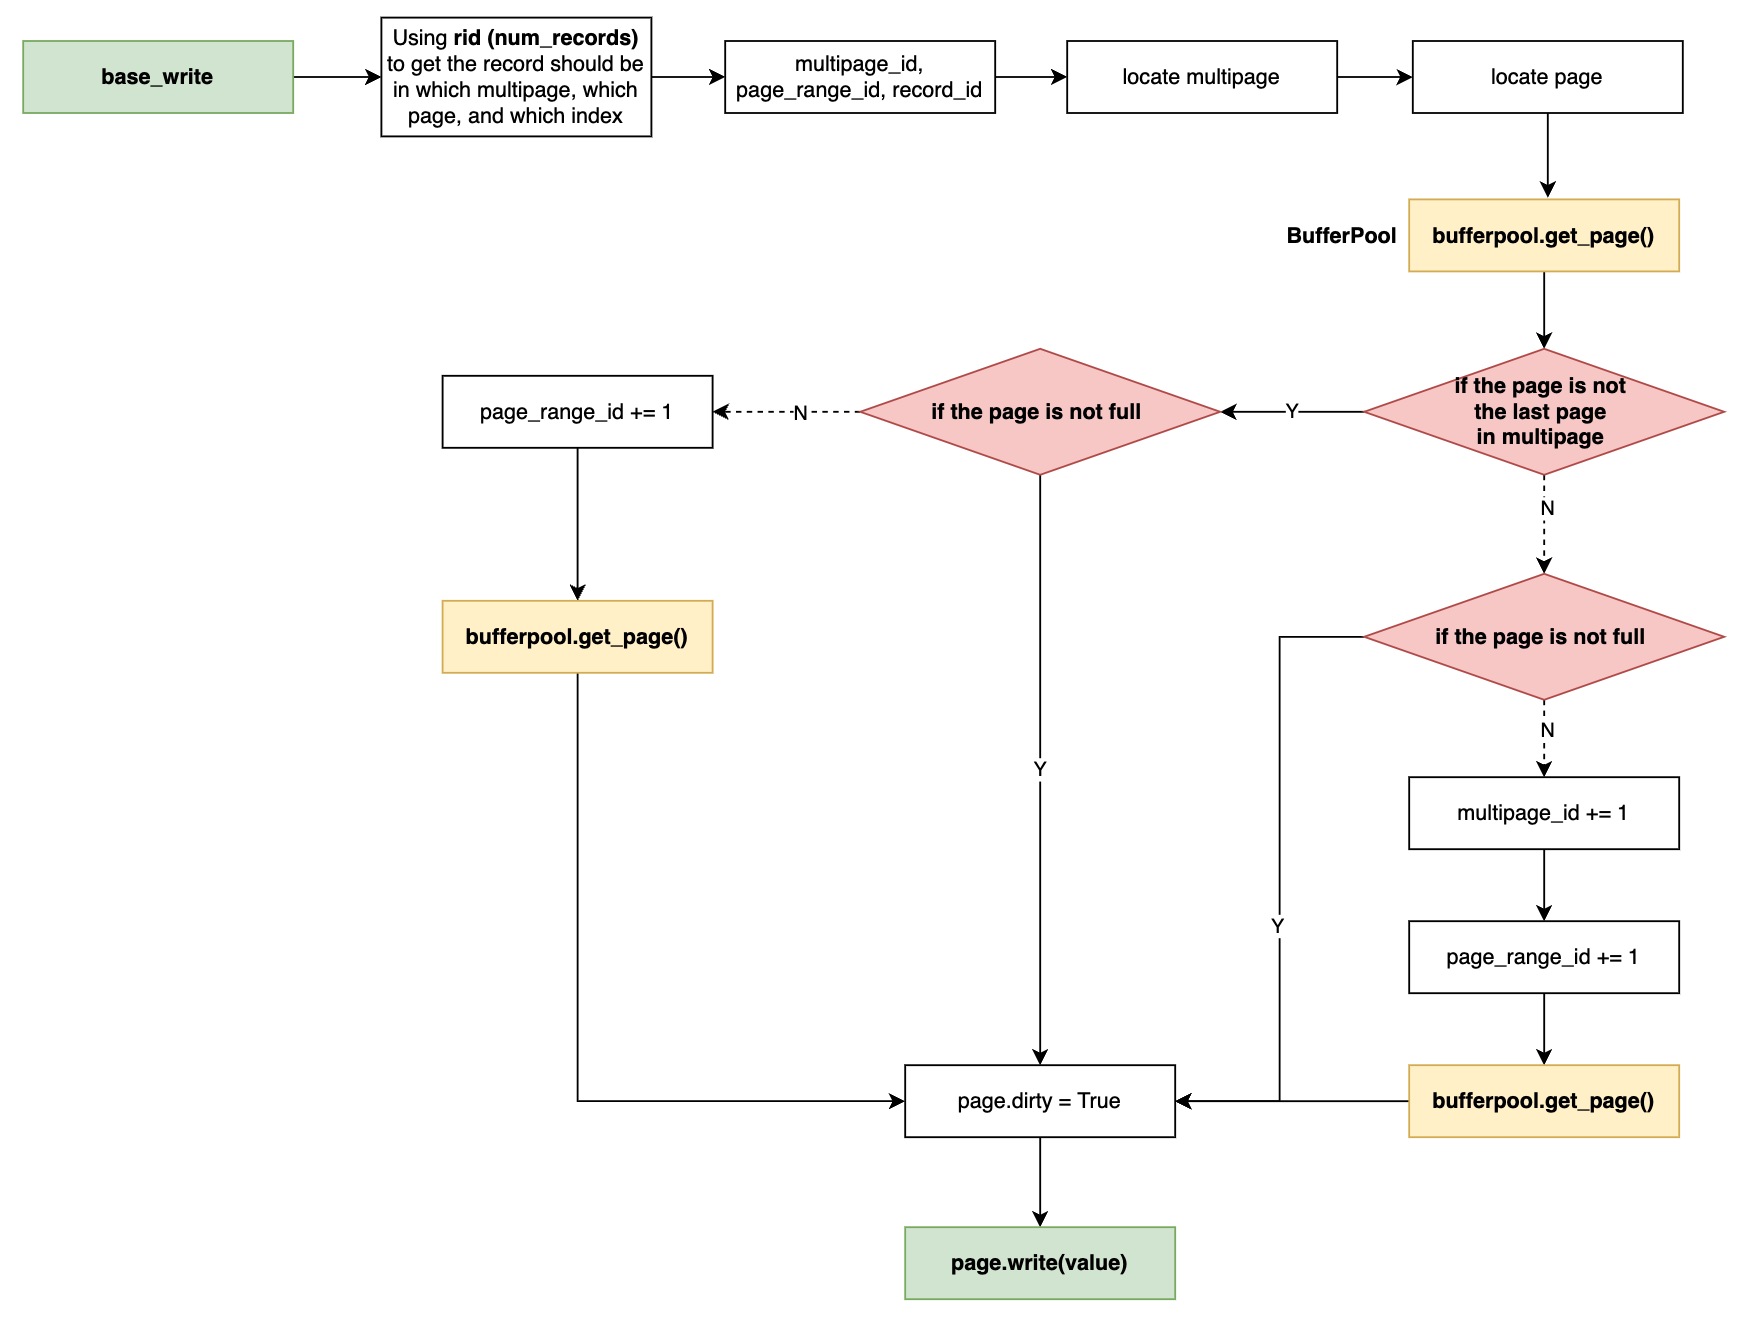 base_write
Using rid (num_records)
to get the record should be
in which multipage, which
page, and which index
multipage_id,
page_range_id, record_id
locate multipage
locate page
BufferPool
bufferpool.get_page()
if the page is not
the last page
in multipage
Y
if the page is not full
N
page_range_id += 1
N
bufferpool.get_page()
if the page is not full
N
Y
multipage_id += 1
Y
page_range_id += 1
page.dirty = True
bufferpool.get_page()
page.write(value)